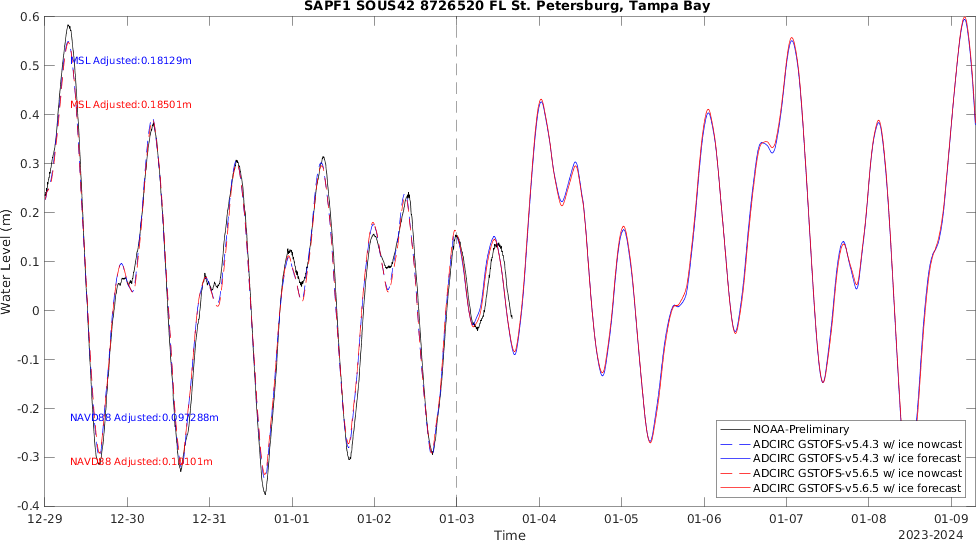 SAPF1 SOUS42 8726520 FL St. Petersburg, Tampa Bay
0.6
0.5
0.4
0.3
0.2
0.1
0
-0.1
-0.2
-0.3
-0.4
Water Level (m)
MSL Adjusted:0.18129m
MSL Adjusted:0.18501m
NAVD88 Adjusted:0.097288m
NAVD88 Adjusted:0.10101m
NOAA-Preliminary
ADCIRC GSTOFS-v5.4.3 w/ ice nowcast
ADCIRC GSTOFS-v5.4.3 w/ ice forecast
ADCIRC GSTOFS-v5.6.5 w/ ice nowcast
ADCIRC GSTOFS-v5.6.5 w/ ice forecast
12-29 12-30 12-31 01-01 01-02 01-03 01-04 01-05 01-06 01-07 01-08 01-09
2023-2024
Time